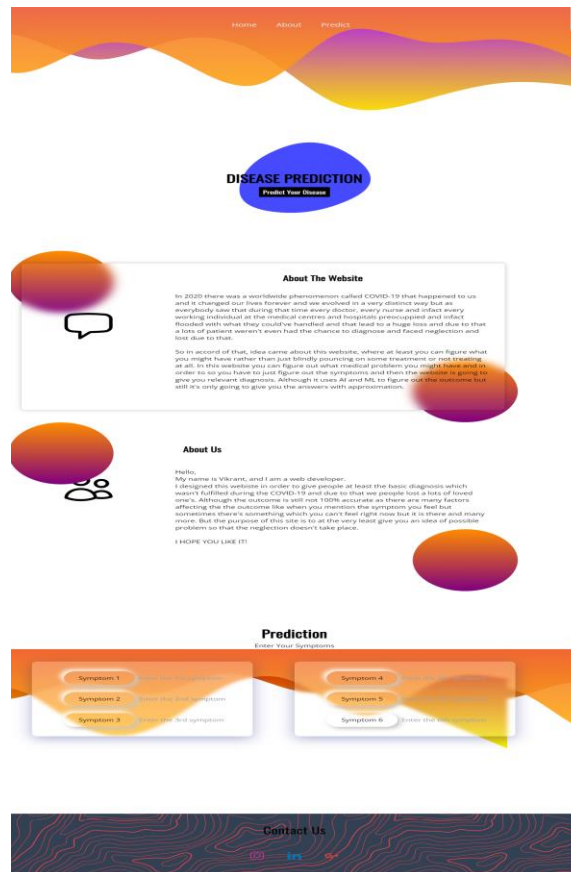 Home About Predict
DISEASE PREDICTION
Predict Your Disease
About The Website
In 2020 there was a worldwide phenomenon called COVID-19 that happened to us
and it changed our lives forever and we evolved in a very distinct way but as
everybody saw that during that time every doctor, every nurse and infact every
working individual at the medical centres and hospitals preocuppied and infact
flooded with what they could've handled and that lead to a huge loss and due to that
a lots of patient weren't even had the chance to diagnose and faced neglection and
lost due to that.
So in accord of that, idea came about this website, where at least you can figure what
you might have rather than just blindly pouncing on some treatment or not treating
at all. In this website you can figure out what medical problem you might have and in
order to so you have to just figure out the symptoms and then the website is going to
give you relevant diagnosis. Although it uses AI and ML to figure out the outcome but
still it's only going to give you the answers with approximation.
About Us
Hello,
My name is Vikrant, and I am a web developer.
I designed this website in order to give people at least the basic diagnosis which
wasn't fulfilled during the COVID-19 and due to that we people lost a lots of loved
one's. Although the outcome is still not 100% accurate as there are many factors
affecting the the outcome like when you mention the symptom you feel but
sometimes there's something which you can't feel right now but it is there and many
more. But the purpose of this site is to at the very least give you an idea of possible
problem so that the neglection doesn't take place.
I HOPE YOU LIKE IT!
Prediction
Enter Your Symptoms
Symptom 1
Symptom 2 Enter the 2nd symptom
Symptom 3 Enter the 3rd symptom
Symptom 4
Symptom 5
Symptom 6 Enter the symptom
Contact Us
in